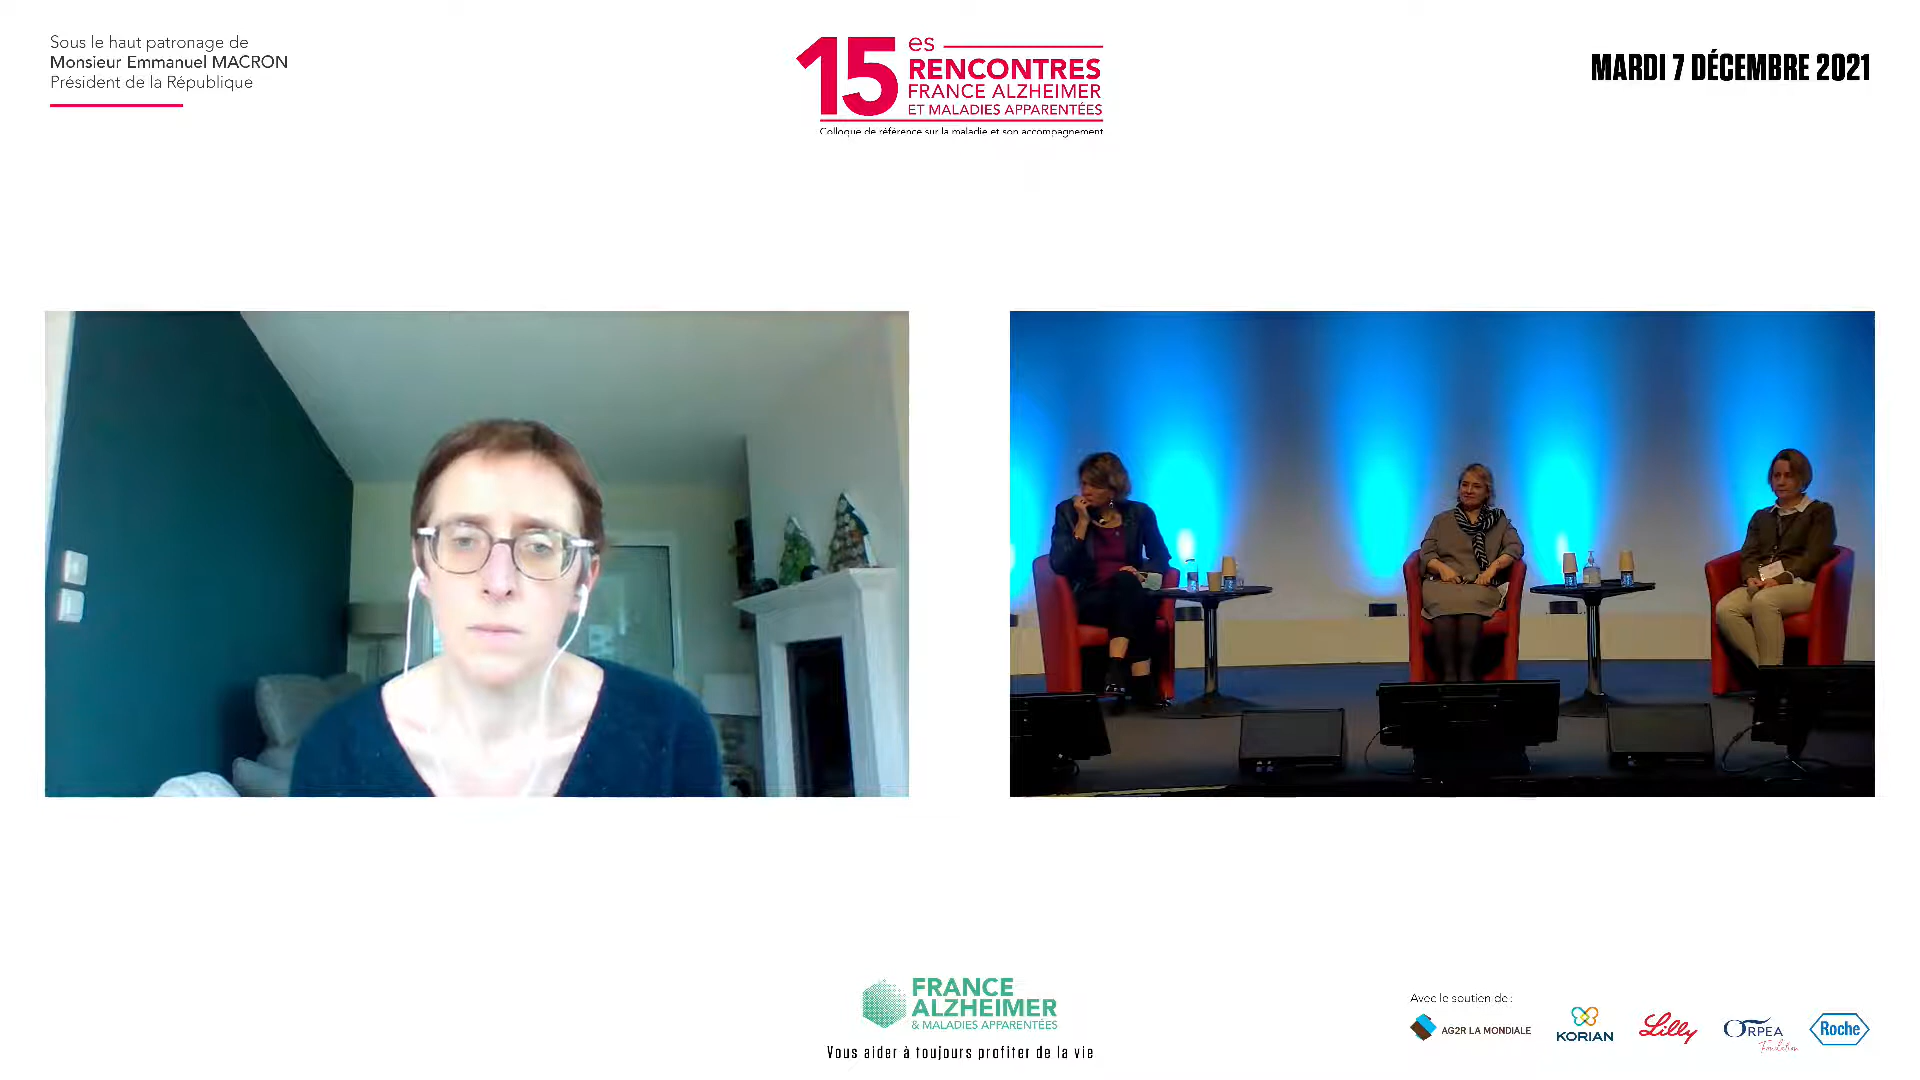 Sous le haut patronage de
Monsieur Emmanuel MACRON
Président de la République
15es
RENCONTRES
FRANCE ALZHEIMER
ET MALADIES APPARENTÉES
Colloque de référence sur la maladie et son accompagnement
MARDI 7 DÉCEMBRE 2021
FRANCE
ALZHEIMER
& MALADIES APPARENTÉES
Vous aider à toujours profiter de la vie
Avec le soutien de :
AG2R LA MONDIALE
KORIAN
Lilly
ORPEA
Fondation
Roche